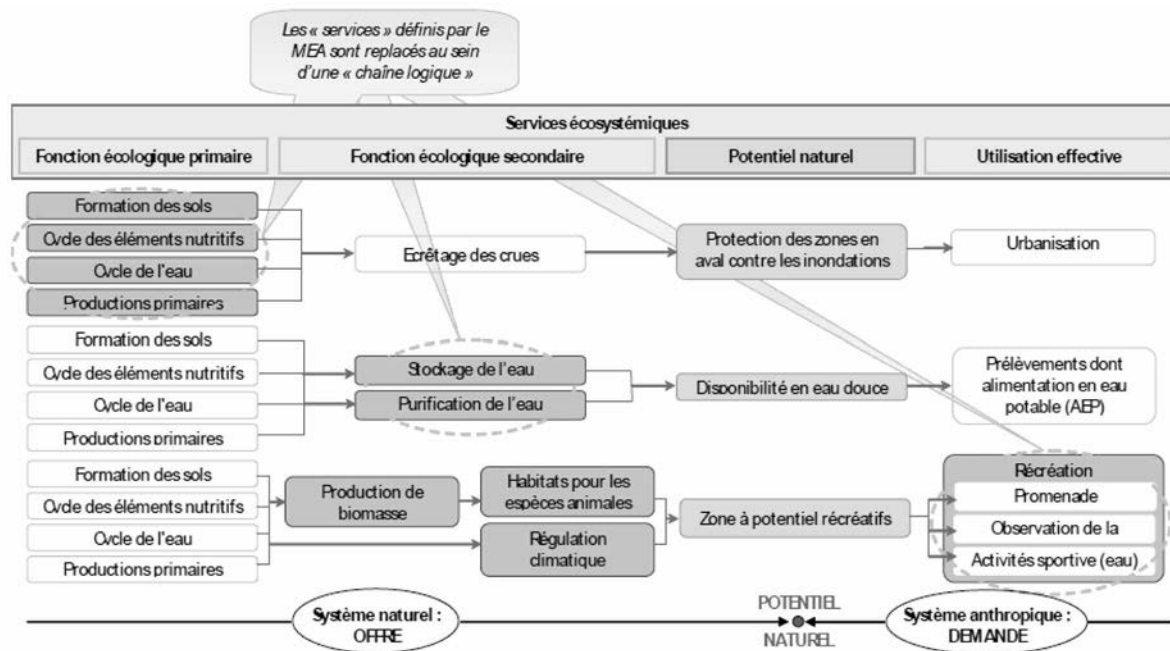 Les « services » définis par le
MEA sont replacés au sein
d'une « chaîne logique »
Services écosystémiques
Fonction écologique primaire
Fonction écologique secondaire
Potentiel naturel
Utilisation effective
Formation des sols
Cycle des éléments nutritifs
Cycle de l'eau
Productions primaires
Ecrêtage des crues
Protection des zones en
aval contre les inondations
Urbanisation
Formation des sols
Cycle des éléments nutritifs
Cycle de l'eau
Productions primaires
Stockage de l'eau
Purification de l'eau
Disponibilité en eau douce
Prélèvements dont
alimentation en eau
potable (AEP)
Formation des sols
Cycle des éléments nutritifs
Cycle de l'eau
Productions primaires
Production de
biomasse
Habitats pour les
espèces animales
Régulation
climatique
Zone à potentiel récréatifs
Récréation
Promenade
Observation de la
Activités sportive (eau)
Système naturel :
OFFRE
POTENTIEL
NATUREL
Système anthropique :
DEMANDE